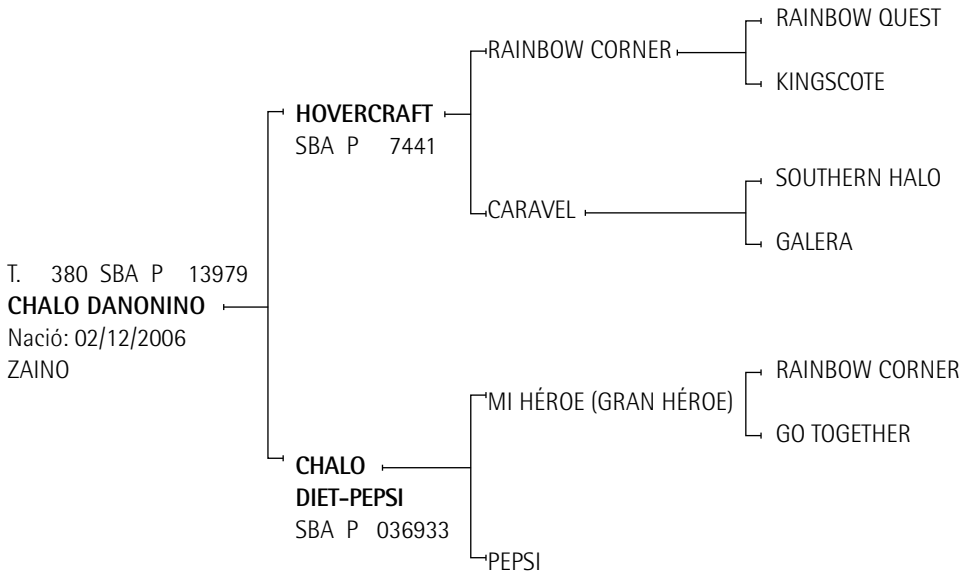 RAINBOW QUEST
RAINBOW CORNER
KINGSCOTE
HOVERCRAFT
SBA P 7441
SOUTHERN HALO
CARAVEL
GALERA
T. 380 SBA P 13979
CHALO DANONINO
Nació: 02/12/2006
ZAINO
RAINBOW CORNER
MI HÉROE (GRAN HÉROE)
GO TOGETHER
CHALO
DIET-PEPSI
SBA P 036933
PEPSI